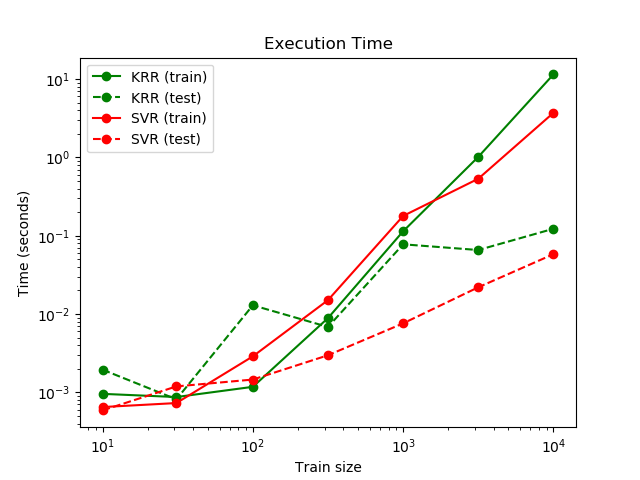 Execution Time
KRR (train)
KRR (test)
SVR (train)
SVR (test)
Time (seconds)
10¹
10⁰
10⁻¹
10⁻²
10⁻³
10¹ 10² 10³ 10⁴
Train size